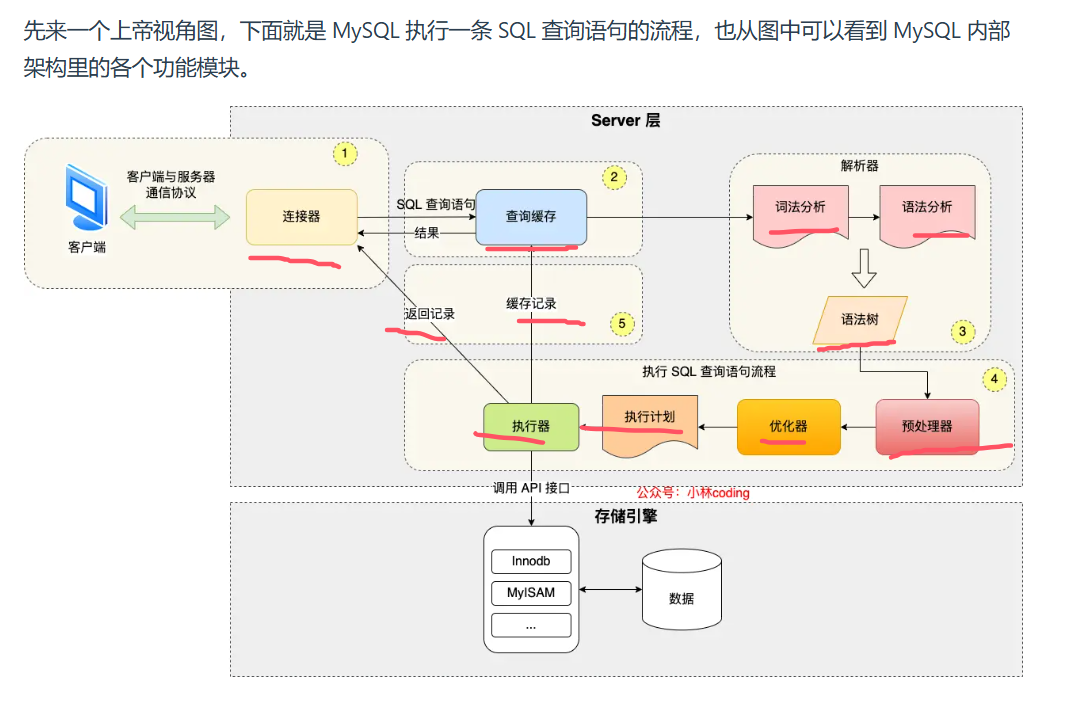 先来一个上帝视角图，下面就是 MySQL 执行一条 SQL 查询语句的流程，也从图中可以看到 MySQL 内部
架构里的各个功能模块。
Server 层
1
客户端与服务器
通信协议
客户端
连接器
SQL 查询语句
结果
2
查询缓存
解析器
词法分析
语法分析
语法树
3
返回记录
缓存记录
5
执行 SQL 查询语句流程
4
执行器
执行计划
优化器
预处理器
调用 API 接口
公众号：小林coding
存储引擎
Innodb
MyISAM
...
数据